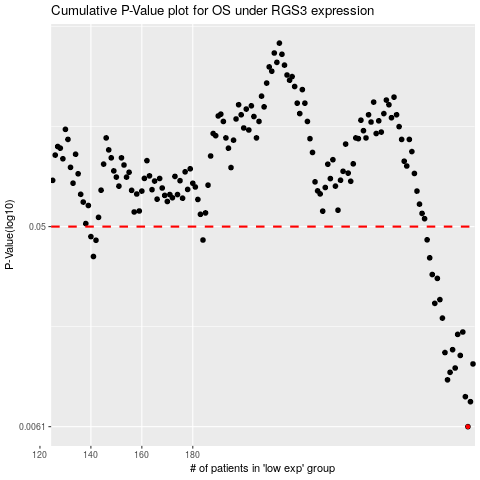 Cumulative P-Value plot for OS under RGS3 expression
P-Value(log10)
0.05
0.0061
120 140 160 180
# of patients in 'low exp' group